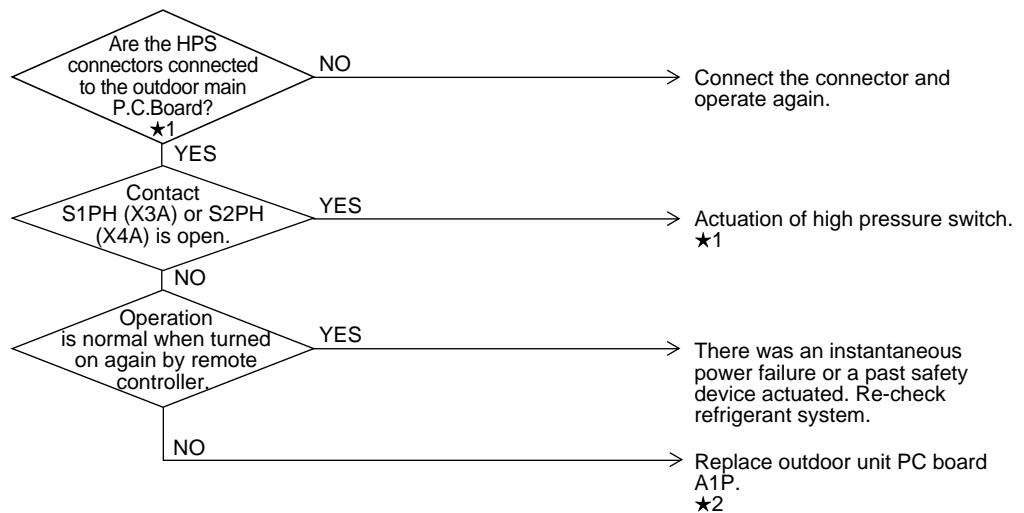 Are the HPS
connectors connected
to the outdoor main
P.C.Board?
★1
NO
Connect the connector and
operate again.
YES
Contact
S1PH (X3A) or S2PH
(X4A) is open.
YES
Actuation of high pressure switch.
★1
NO
Operation
is normal when turned
on again by remote
controller.
YES
There was an instantaneous
power failure or a past safety
device actuated. Re-check
refrigerant system.
NO
Replace outdoor unit PC board
A1P.
★2